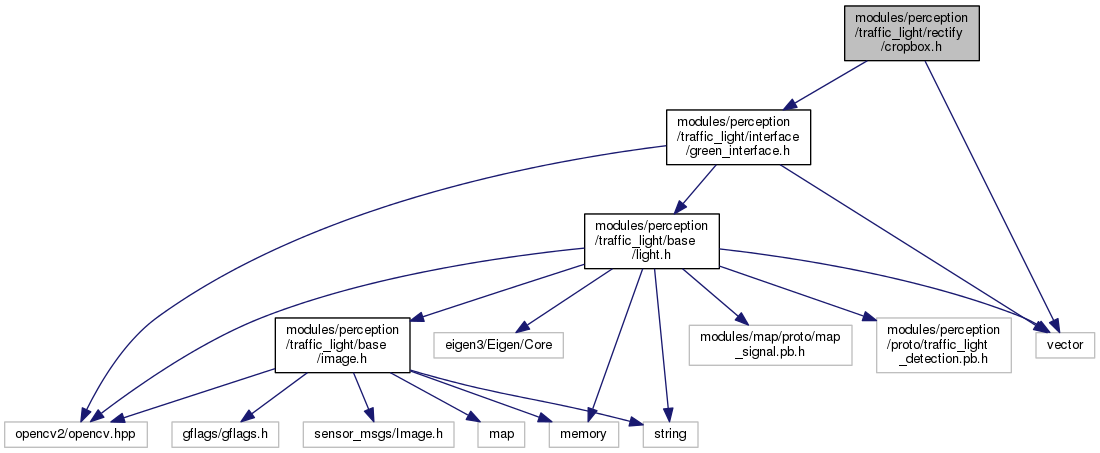 modules/perception
/traffic_light/rectify
/cropbox.h
modules/perception
/traffic_light/interface
/green_interface.h
modules/perception
/traffic_light/base
/light.h
modules/perception
/traffic_light/base
/image.h
eigen3/Eigen/Core
modules/map/proto/map
_signal.pb.h
modules/perception
/proto/traffic_light
_detection.pb.h
vector
opencv2/opencv.hpp
gflags/gflags.h
sensor_msgs/Image.h
map
memory
string